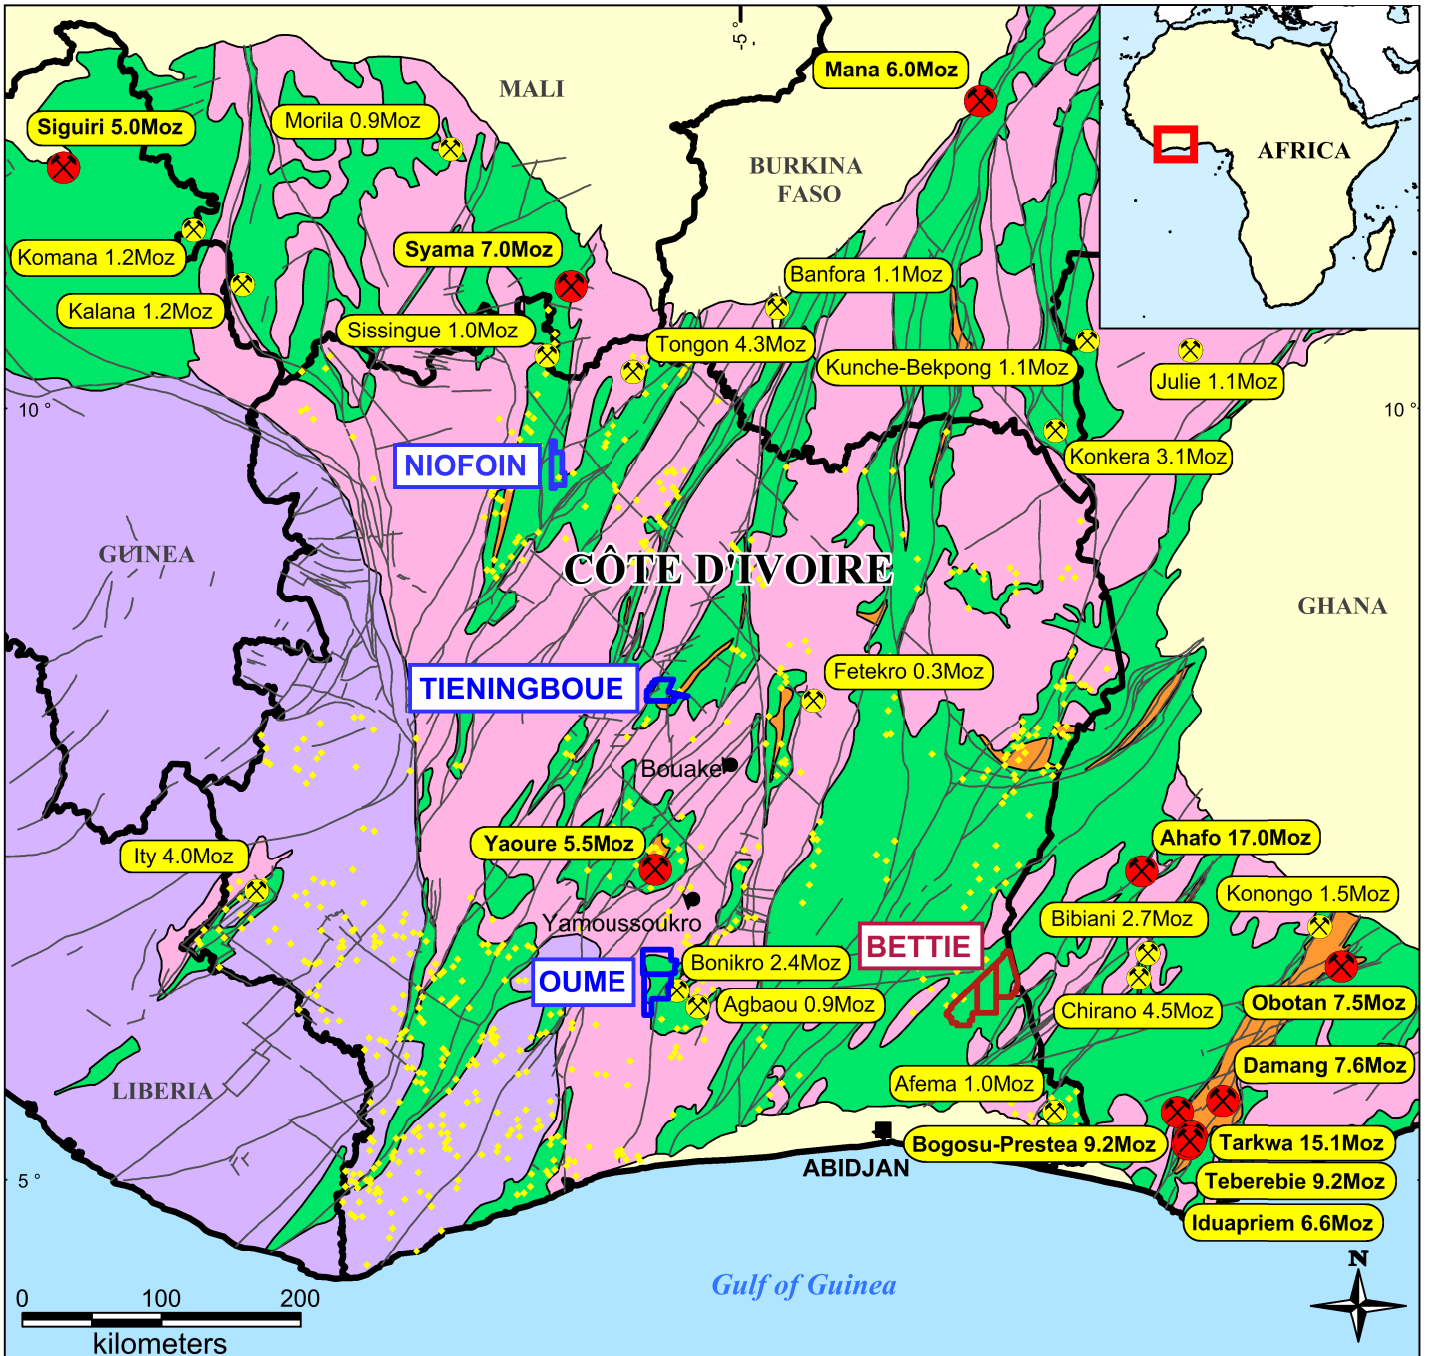 -5°
MALI
Mana 6.0Moz
Siguiri 5.0Moz
Morila 0.9Moz
BURKINA
FASO
AFRICA
Komana 1.2Moz
Syama 7.0Moz
Banfora 1.1Moz
Kalana 1.2Moz
Sissingue 1.0Moz
Tongon 4.3Moz
Kunche-Bekpong 1.1Moz
Julie 1.1Moz
10 °
10 °
NIOFOIN
Konkera 3.1Moz
GUINEA
CÔTE D'IVOIRE
GHANA
TIENINGBOUE
Fetekro 0.3Moz
Bouake
Yaoure 5.5Moz
Ahafo 17.0Moz
Ity 4.0Moz
Konongo 1.5Moz
Yamoussoukro
Bibiani 2.7Moz
BETTIE
OUME
Bonikro 2.4Moz
Agbaou 0.9Moz
Chirano 4.5Moz
Obotan 7.5Moz
LIBERIA
Afema 1.0Moz
Damang 7.6Moz
Bogosu-Prestea 9.2Moz
Tarkwa 15.1Moz
ABIDJAN
5 °
Teberebie 9.2Moz
Iduapriem 6.6Moz
Gulf of Guinea
N
0 100 200
kilometers